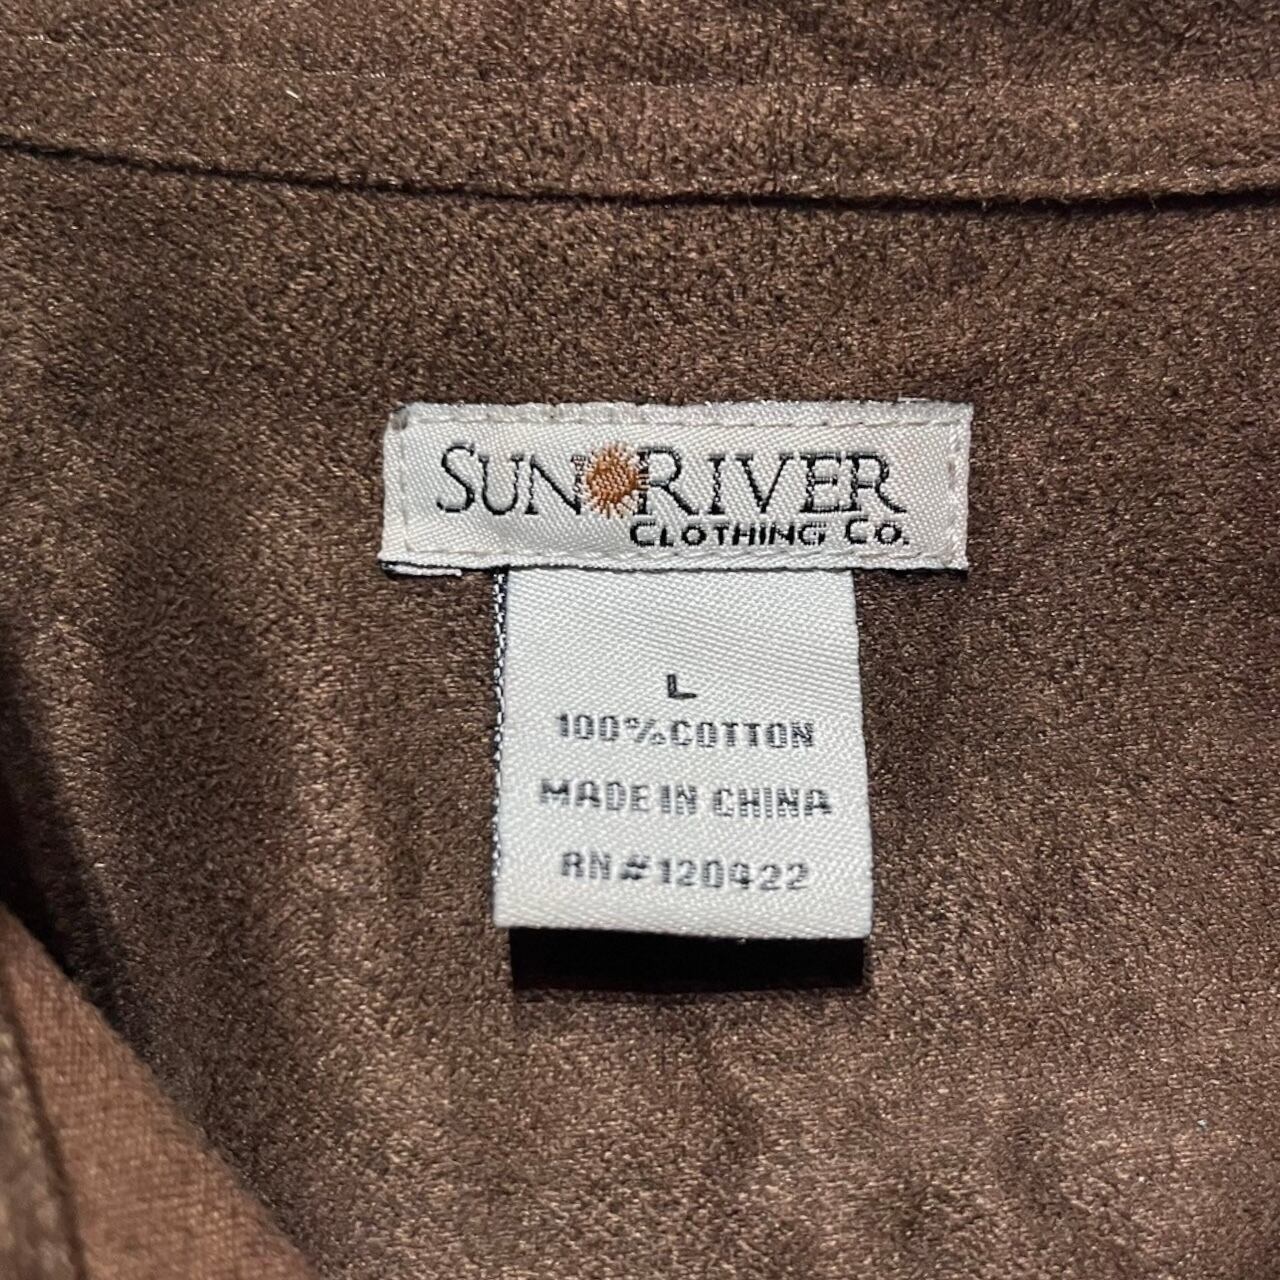 SUN RIVER
CLOTHING CO.
L
100% COTTON
MADE IN CHINA
RN#120422